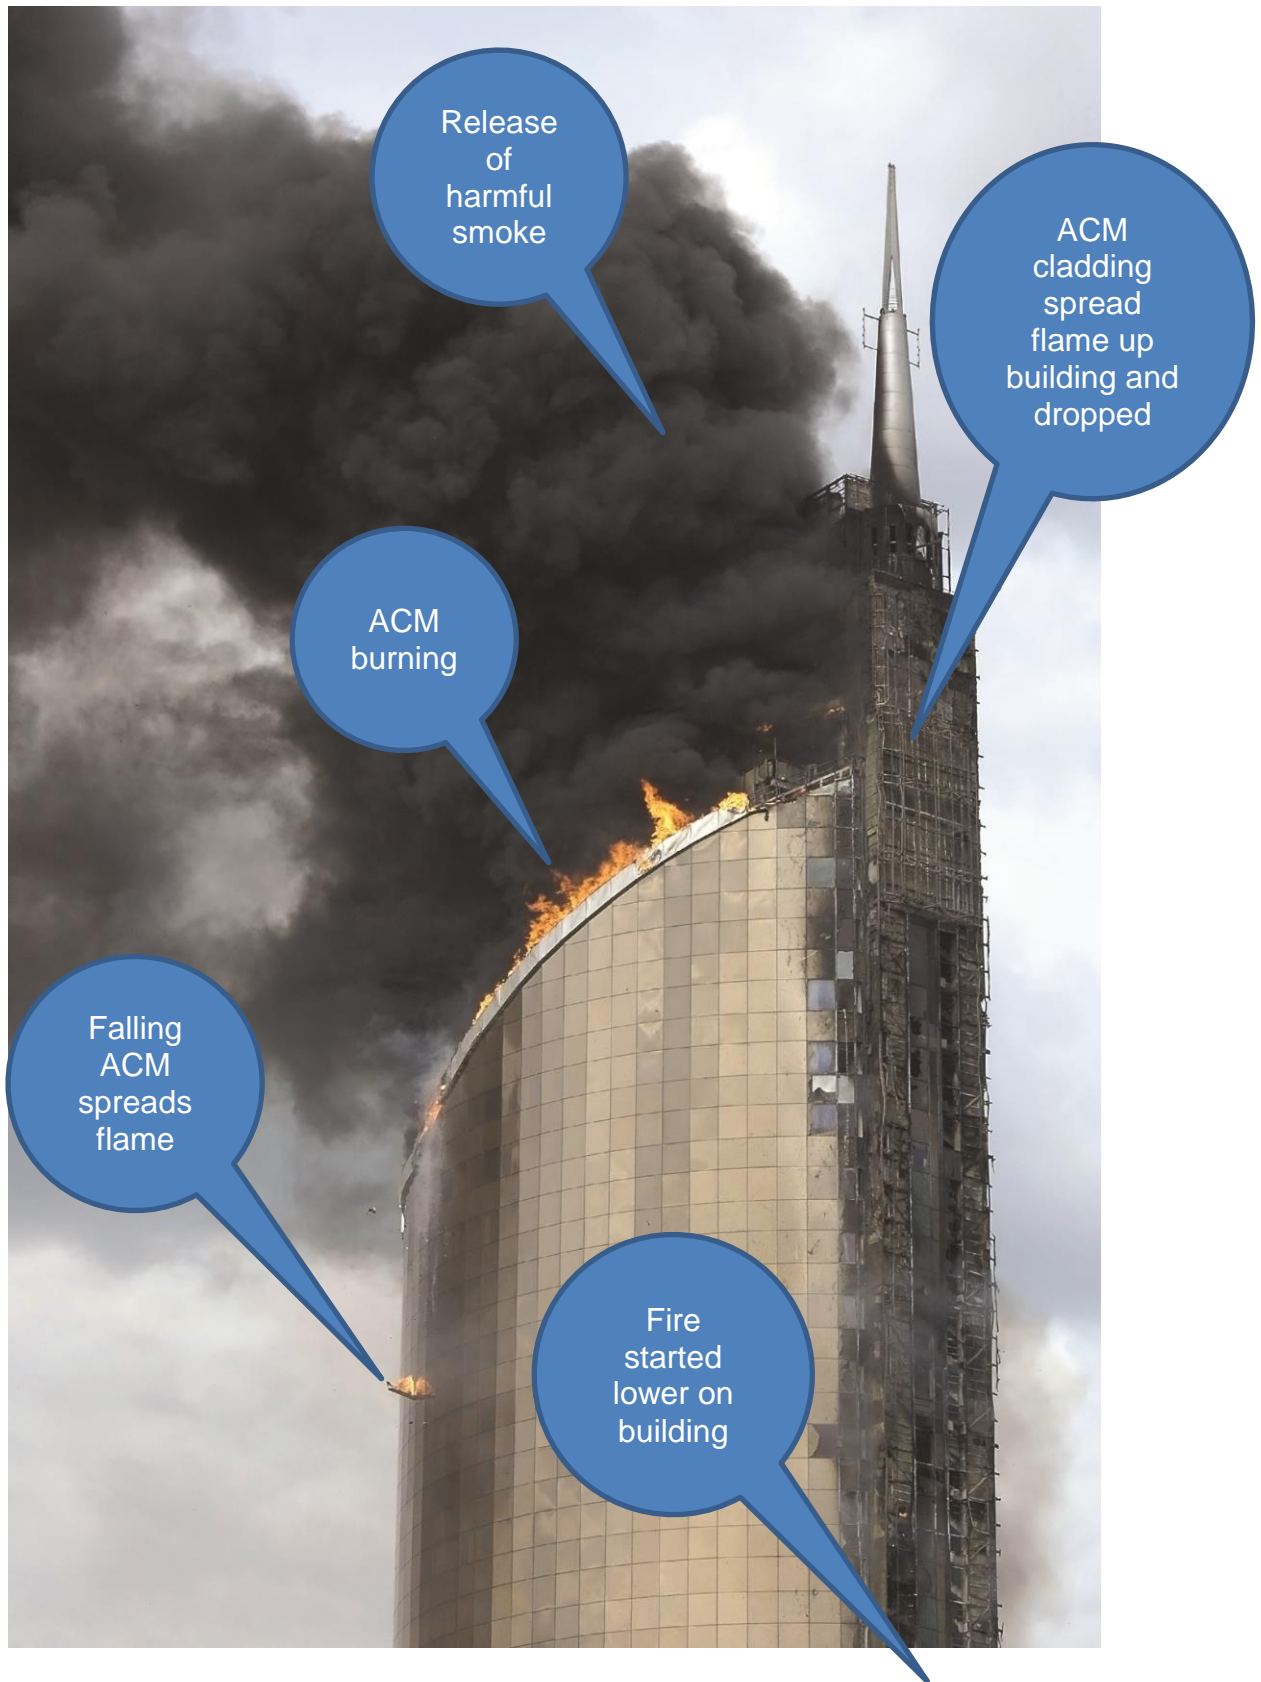 Release
of
harmful
smoke
ACM
cladding
spread
flame up
building and
dropped
ACM
burning
Falling
ACM
spreads
flame
Fire
started
lower on
building